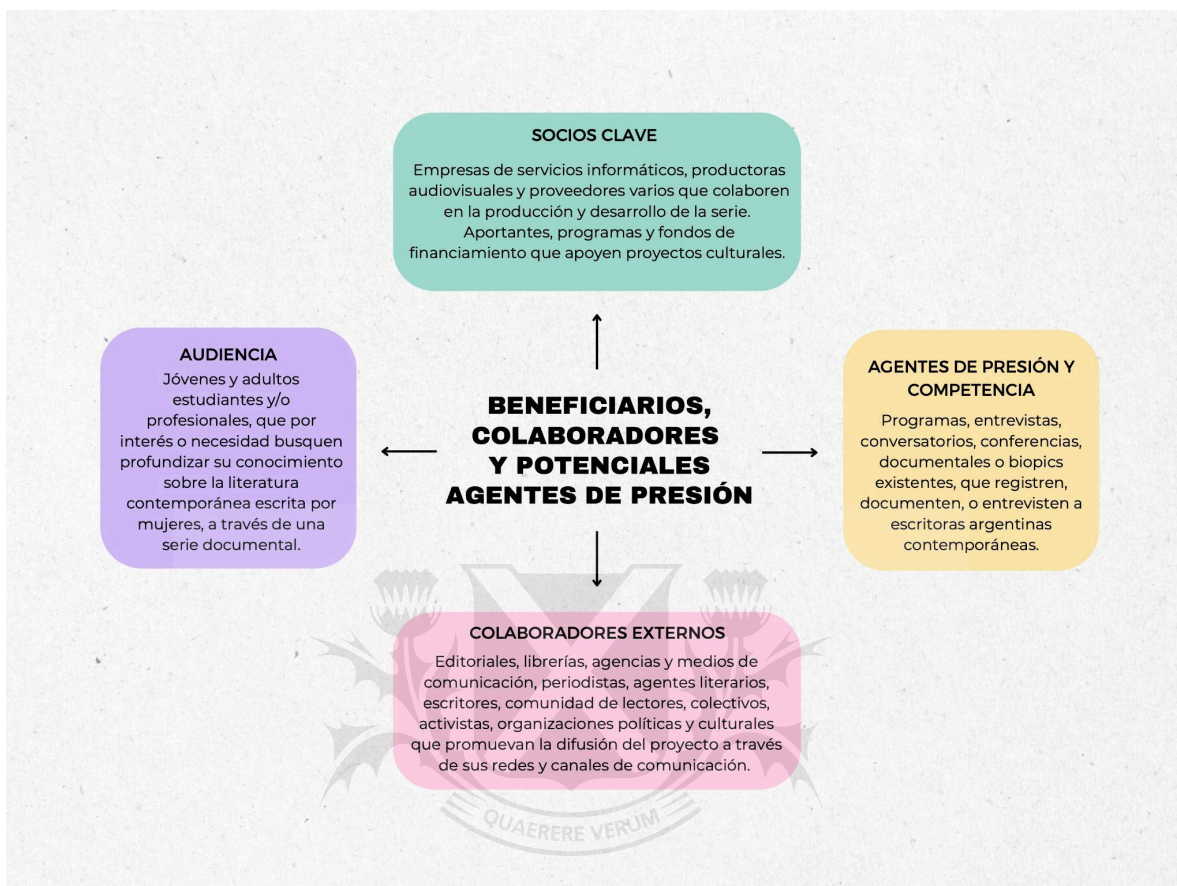 SOCIOS CLAVE
Empresas de servicios informáticos, productoras
audiovisuales y proveedores varios que colaboren
en la producción y desarrollo de la serie.
Aportantes, programas y fondos de
financiamiento que apoyen proyectos culturales.
AUDIENCIA
Jóvenes y adultos
estudiantes y/o
profesionales, que por
interés o necesidad busquen
profundizar su conocimiento
sobre la literatura
contemporánea escrita por
mujeres, a través de una
serie documental.
BENEFICIARIOS,
COLABORADORES
Y POTENCIALES
AGENTES DE PRESIÓN
AGENTES DE PRESIÓN Y
COMPETENCIA
Programas, entrevistas,
conversatorios, conferencias,
documentales o biopics
existentes, que registren,
documenten, o entrevisten a
escritoras argentinas
contemporáneas.
COLABORADORES EXTERNOS
Editoriales, librerías, agencias y medios de
comunicación, periodistas, agentes literarios,
escritores, comunidad de lectores, colectivos,
activistas, organizaciones políticas y culturales
que promuevan la difusión del proyecto a través
de sus redes y canales de comunicación.
QUAERERE VERUM